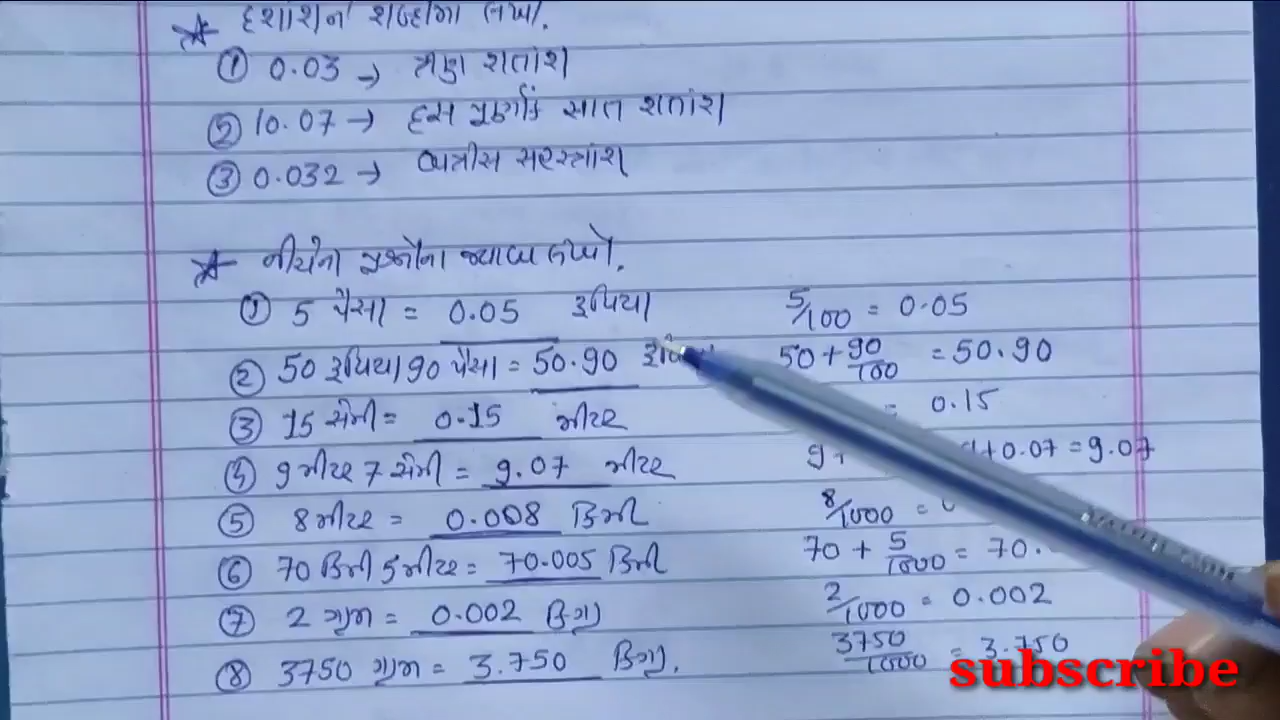 ★ દશાંશને શબ્દોમાં લખો.
① 0.03 → ત્રણ શતાંશ
② 10.07 → દસ પૂર્ણાંક સાત શતાંશ
③ 0.032 → બત્રીસ સહસ્ત્રાંશ
★ નીચેના પ્રશ્નોના જવાબ લખો.
① 5 પૈસા = 0.05 રૂપિયા 5/100 = 0.05
② 50 રૂપિયા 90 પૈસા = 50.90 50 + 90/100 = 50.90
③ 15 સેમી = 0.15 મીટર = 0.15
④ 9 મીટર 7 સેમી = 9.07 મીટર 9+ +0.07 = 9.07
⑤ 8 મીટર = 0.008 કિમી 8/1000 =
⑥ 70 કિમી 5 મીટર = 70.005 કિમી 70 + 5/1000 = 70.
⑦ 2 ગ્રામ = 0.002 કિગ્રા 2/1000 = 0.002
⑧ 3750 ગ્રામ = 3.750 કિગ્રા. 3750/1000 = 3.750
subscribe